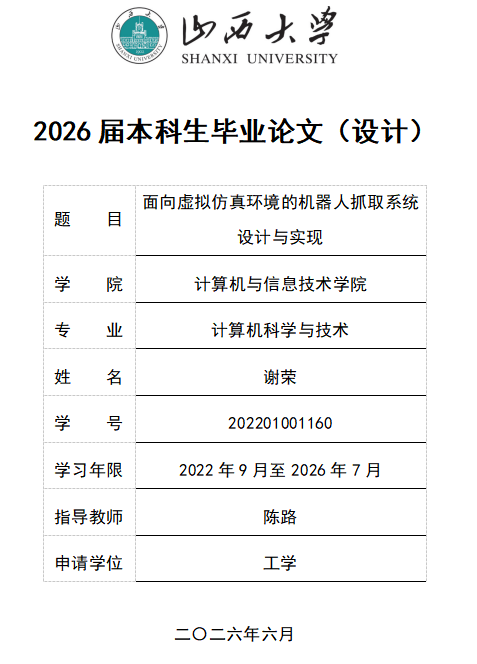 山西大学
SHANXI UNIVERSITY
2026 届本科生毕业论文（设计）
题 目 面向虚拟仿真环境的机器人抓取系统
设计与实现
学 院 计算机与信息技术学院
专 业 计算机科学与技术
姓 名 谢荣
学 号 202201001160
学习年限 2022 年 9 月至 2026 年 7 月
指导教师 陈路
申请学位 工学
二〇二六年六月